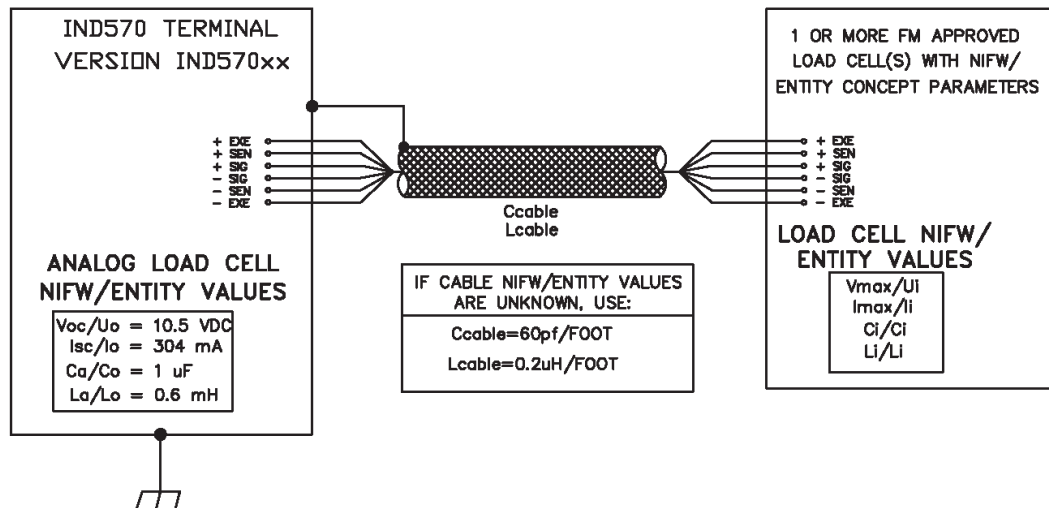 IND570 TERMINAL
VERSION IND570xx
+ EXE
+ SEN
+ SIG
- SIG
- SEN
- EXE
ANALOG LOAD CELL
NIFW/ENTITY VALUES
Voc/Uo = 10.5 VDC
Isc/Io = 304 mA
Ca/Co = 1 uF
La/Lo = 0.6 mH
Ccable
Lcable
IF CABLE NIFW/ENTITY VALUES
ARE UNKNOWN, USE:
Ccable=60pf/FOOT
Lcable=0.2uH/FOOT
1 OR MORE FM APPROVED
LOAD CELL(S) WITH NIFW/
ENTITY CONCEPT PARAMETERS
+ EXE
+ SEN
+ SIG
- SIG
- SEN
- EXE
LOAD CELL NIFW/
ENTITY VALUES
Vmax/Ui
Imax/Ii
Ci/Ci
Li/Li